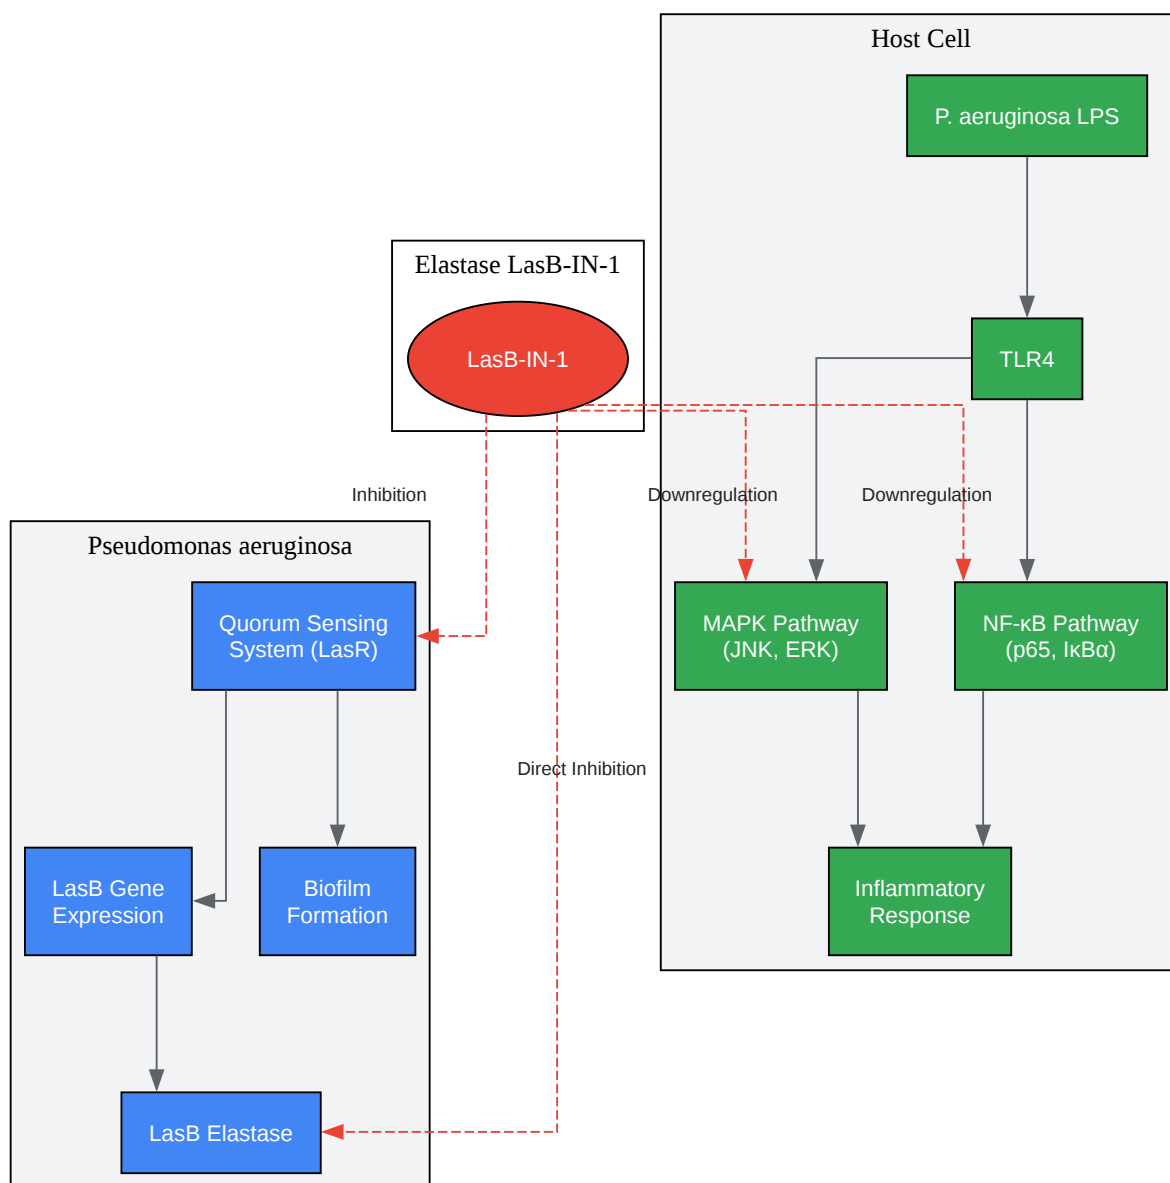 Host Cell
P. aeruginosa LPS
Elastase LasB-IN-1
LasB-IN-1
TLR4
Inhibition
Downregulation
Downregulation
Pseudomonas aeruginosa
Quorum Sensing
System (LasR)
MAPK Pathway
(JNK, ERK)
NF-κB Pathway
(p65, IκBα)
Direct Inhibition
LasB Gene
Expression
Biofilm
Formation
Inflammatory
Response
LasB Elastase